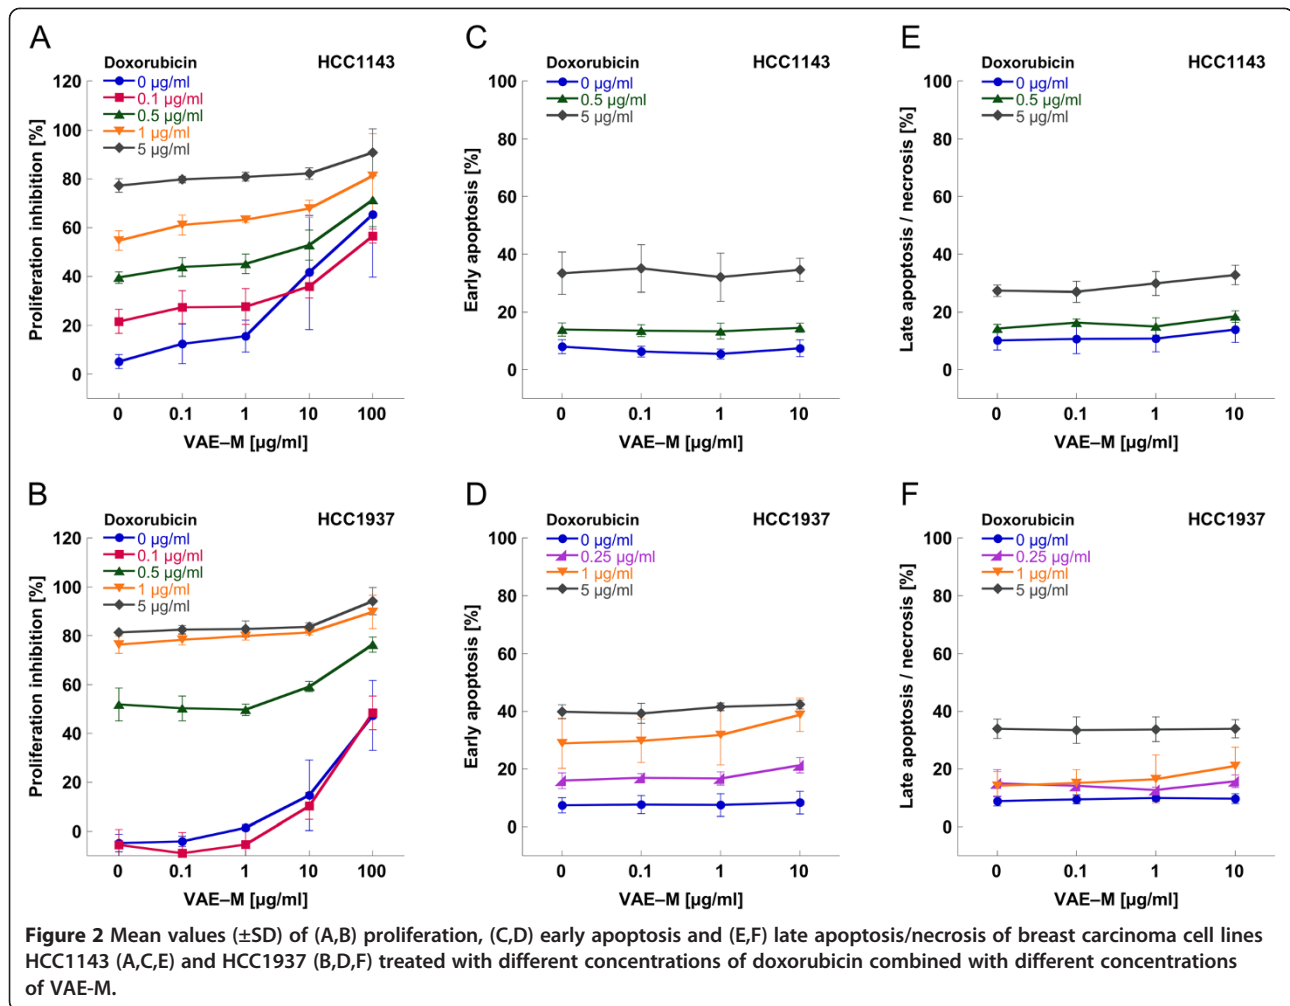 A
Doxorubicin
HCC1143
0 µg/ml
0.1 µg/ml
0.5 µg/ml
1 µg/ml
5 µg/ml
Proliferation inhibition [%]
120
100
80
60
40
20
0
0 0.1 1 10 100
VAE–M [µg/ml]
C
Doxorubicin
HCC1143
0 µg/ml
0.5 µg/ml
5 µg/ml
Early apoptosis [%]
100
80
60
40
20
0
0 0.1 1 10
VAE–M [µg/ml]
E
Doxorubicin
HCC1143
0 µg/ml
0.5 µg/ml
5 µg/ml
Late apoptosis / necrosis [%]
100
80
60
40
20
0
0 0.1 1 10
VAE–M [µg/ml]
B
Doxorubicin
HCC1937
0 µg/ml
0.1 µg/ml
0.5 µg/ml
1 µg/ml
5 µg/ml
Proliferation inhibition [%]
120
100
80
60
40
20
0
0 0.1 1 10 100
VAE–M [µg/ml]
D
Doxorubicin
HCC1937
0 µg/ml
0.25 µg/ml
1 µg/ml
5 µg/ml
Early apoptosis [%]
100
80
60
40
20
0
0 0.1 1 10
VAE–M [µg/ml]
F
Doxorubicin
HCC1937
0 µg/ml
0.25 µg/ml
1 µg/ml
5 µg/ml
Late apoptosis / necrosis [%]
100
80
60
40
20
0
0 0.1 1 10
VAE–M [µg/ml]
Figure 2 Mean values (±SD) of (A,B) proliferation, (C,D) early apoptosis and (E,F) late apoptosis/necrosis of breast carcinoma cell lines
HCC1143 (A,C,E) and HCC1937 (B,D,F) treated with different concentrations of doxorubicin combined with different concentrations
of VAE-M.